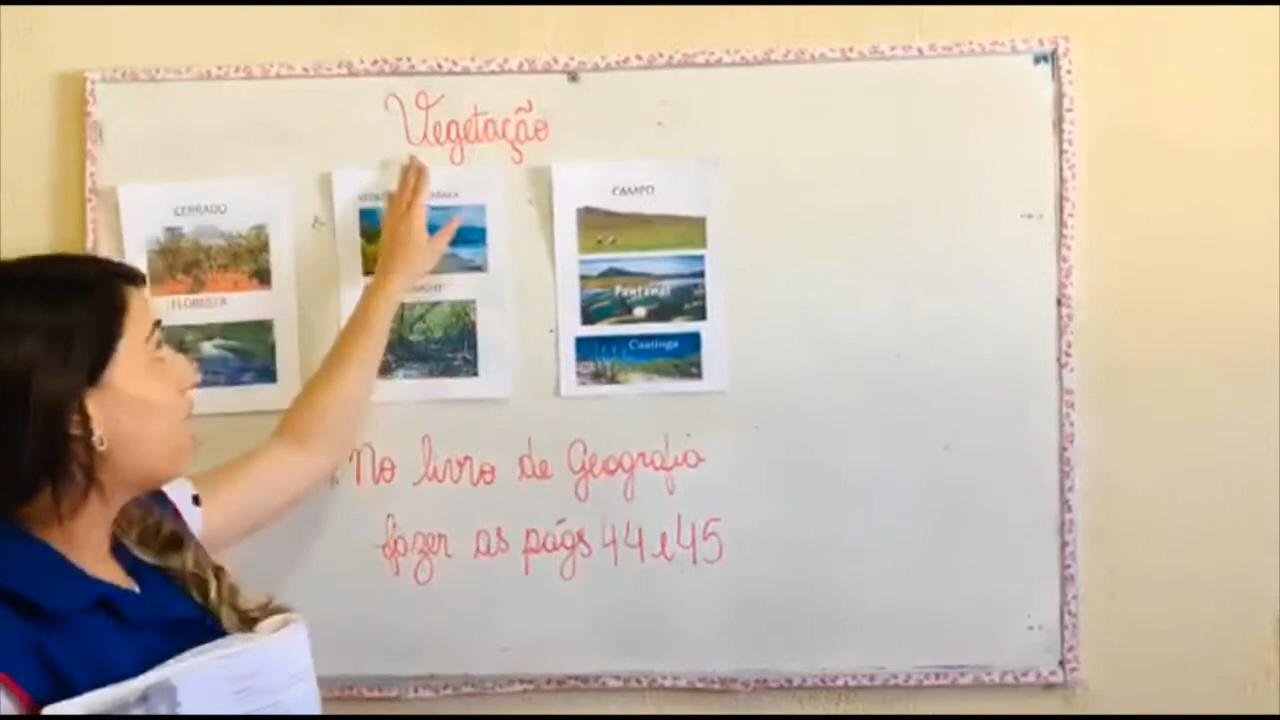 Vegetação
CERRADO
FLORESTA
CAMPO
Pantanal
Caatinga
No livro de Geografia
fazer as págs 44 e 45